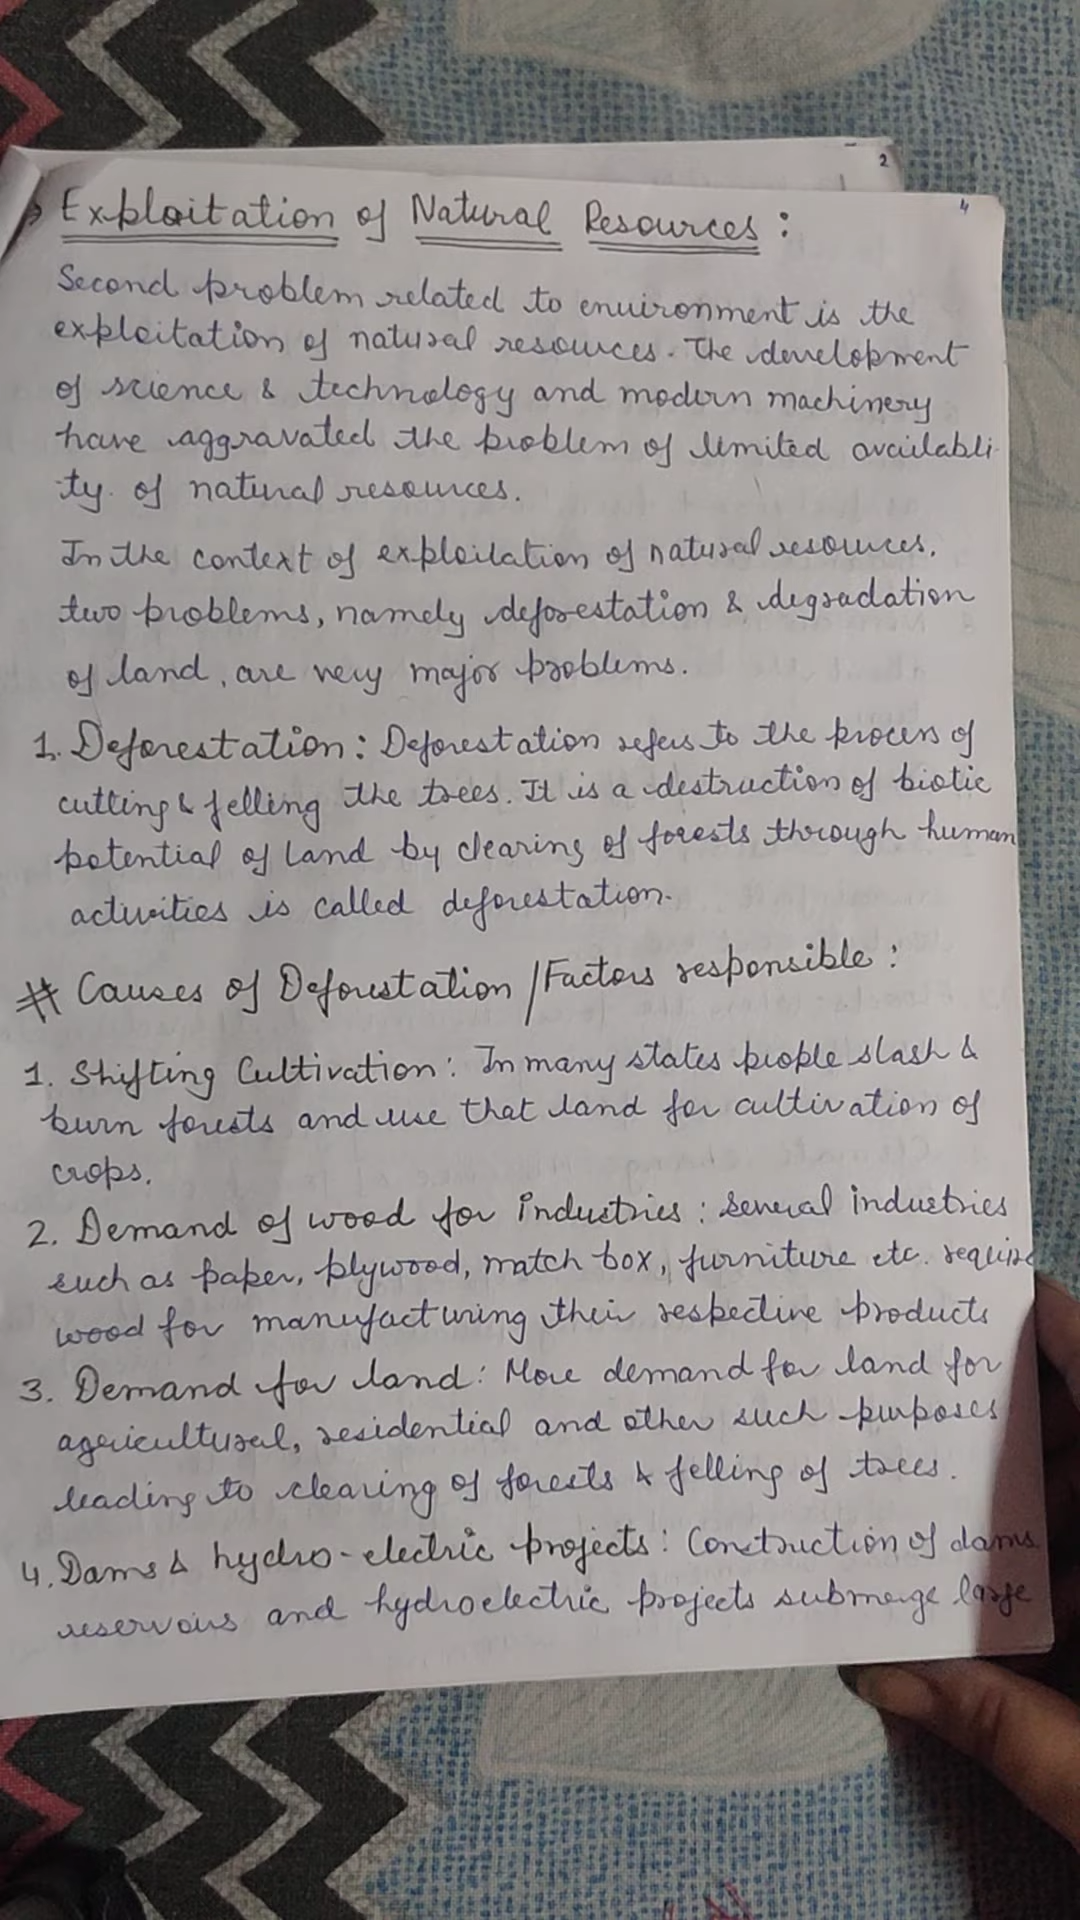 2
4
Exploitation of Natural Resources :
Second problem related to environment is the
exploitation of natural resources. The development
of science & technology and modern machinery
have aggravated the problem of limited availabli-
ty of natural resources.
In the context of exploitation of natural resources,
two problems, namely deforestation & degradation
of land, are very major problems.
1. Deforestation : Deforestation refers to the process of
cutting & felling the trees. It is a destruction of biotic
potential of land by clearing of forests through human
activities is called deforestation.
# Causes of Deforestation / Factors responsible :
1. Shifting Cultivation : In many states people slash &
burn forests and use that land for cultivation of
crops.
2. Demand of wood for industries : Several industries
such as paper, plywood, match box, furniture etc. require
wood for manufacturing their respective products
3. Demand for land : More demand for land for
agricultural, residential and other such purposes
leading to clearing of forests & felling of trees.
4. Dams & hydro-electric projects : Construction of dams
reservoirs and hydroelectric projects submerge large